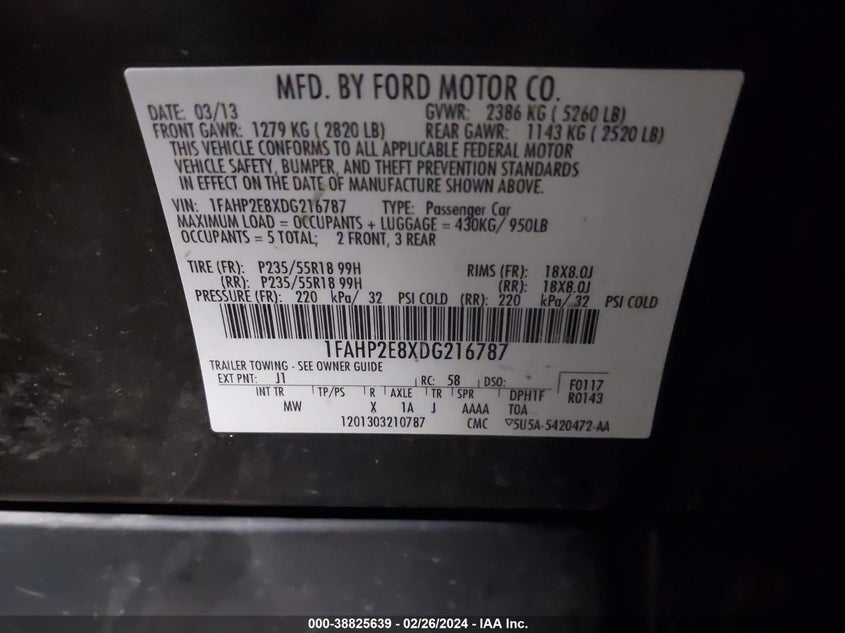 MFD. BY FORD MOTOR CO.
DATE: 03/13 GVWR: 2386 KG ( 5260 LB)
FRONT GAWR: 1279 KG ( 2820 LB) REAR GAWR: 1143 KG ( 2520 LB)
THIS VEHICLE CONFORMS TO ALL APPLICABLE FEDERAL MOTOR
VEHICLE SAFETY, BUMPER, AND THEFT PREVENTION STANDARDS
IN EFFECT ON THE DATE OF MANUFACTURE SHOWN ABOVE.
VIN: 1FAHP2E8XDG216787 TYPE: Passenger Car
MAXIMUM LOAD = OCCUPANTS + LUGGAGE = 430KG/ 950LB
OCCUPANTS = 5 TOTAL; 2 FRONT, 3 REAR
TIRE (FR): P235/55R18 99H RIMS (FR): 18X8.0J
(RR): P235/55R18 99H (RR): 18X8.0J
PRESSURE (FR): 220 kPa/ 32 PSI COLD (RR): 220 kPa/ 32 PSI COLD
1FAHP2E8XDG216787
TRAILER TOWING - SEE OWNER GUIDE
EXT PNT: J1 RC: 58 DSO: F0117
INT TR TP/PS R AXLE TR SPR DPH1F R0143
MW X 1A J AAAA TOA
1201303210787 CMC ▽5U5A-5420472-AA
000-38825639 - 02/26/2024 - IAA Inc.